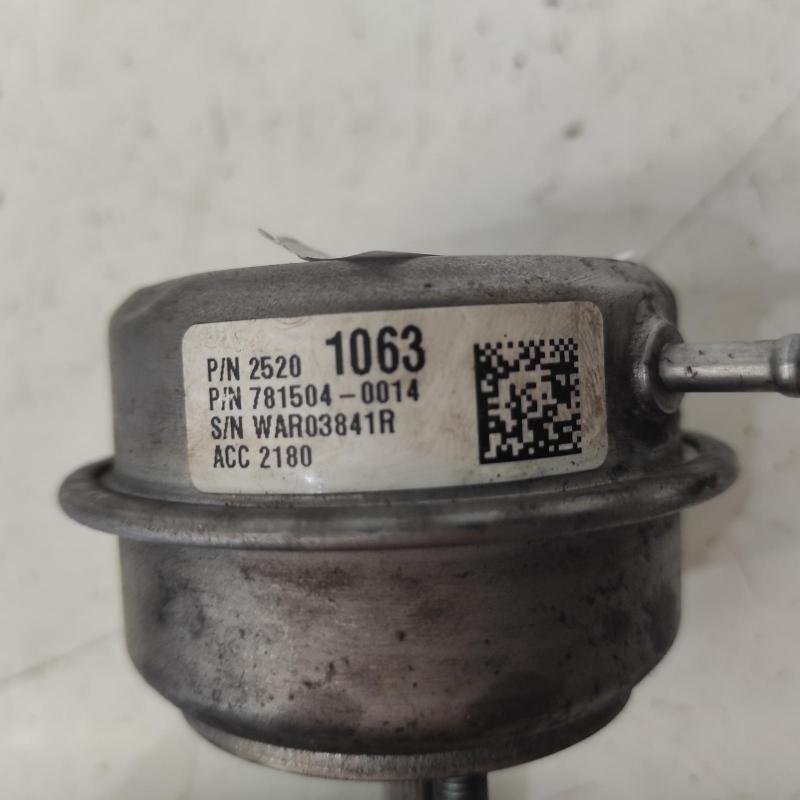 P/N 2520 1063
P/N 781504-0014
S/N WAR03841R
ACC 2180